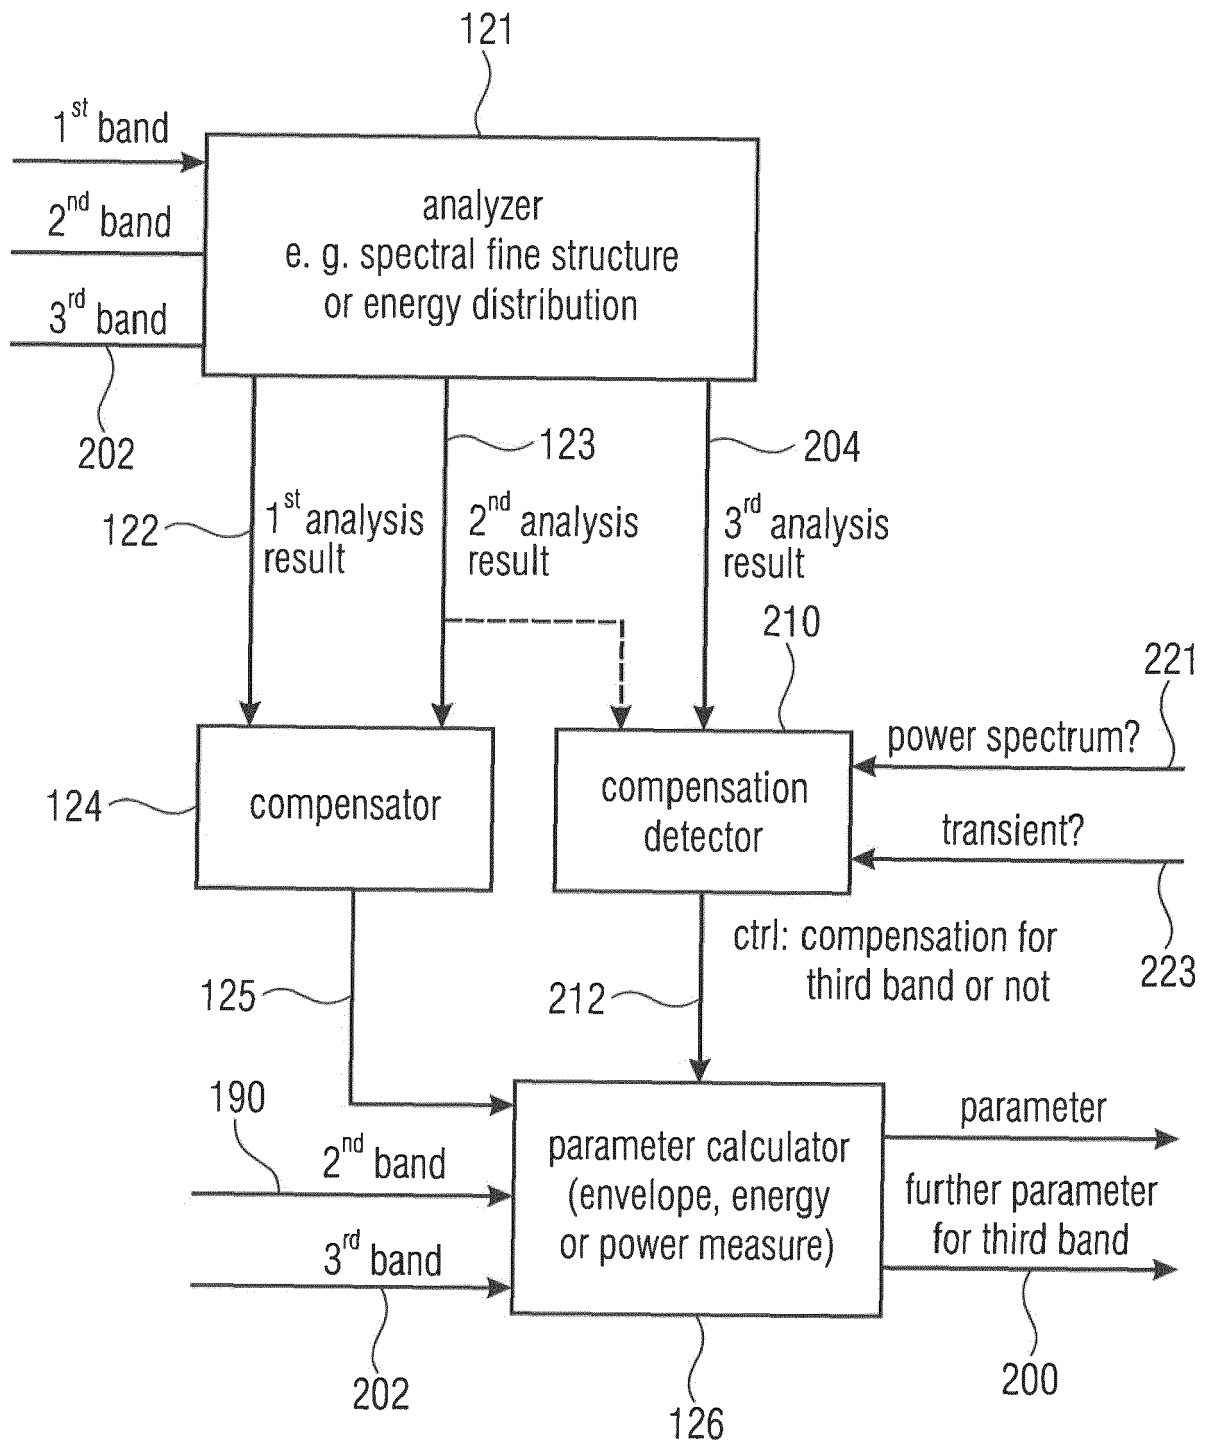 121
1st band
2nd band
3rd band
analyzer
e. g. spectral fine structure
or energy distribution
202
123
204
122
1st analysis
result
2nd analysis
result
3rd analysis
result
210
221
power spectrum?
124
compensator
compensation
detector
transient?
223
ctrl: compensation for
third band or not
125
212
190
2nd band
3rd band
parameter calculator
(envelope, energy
or power measure)
parameter
further parameter
for third band
202
126
200